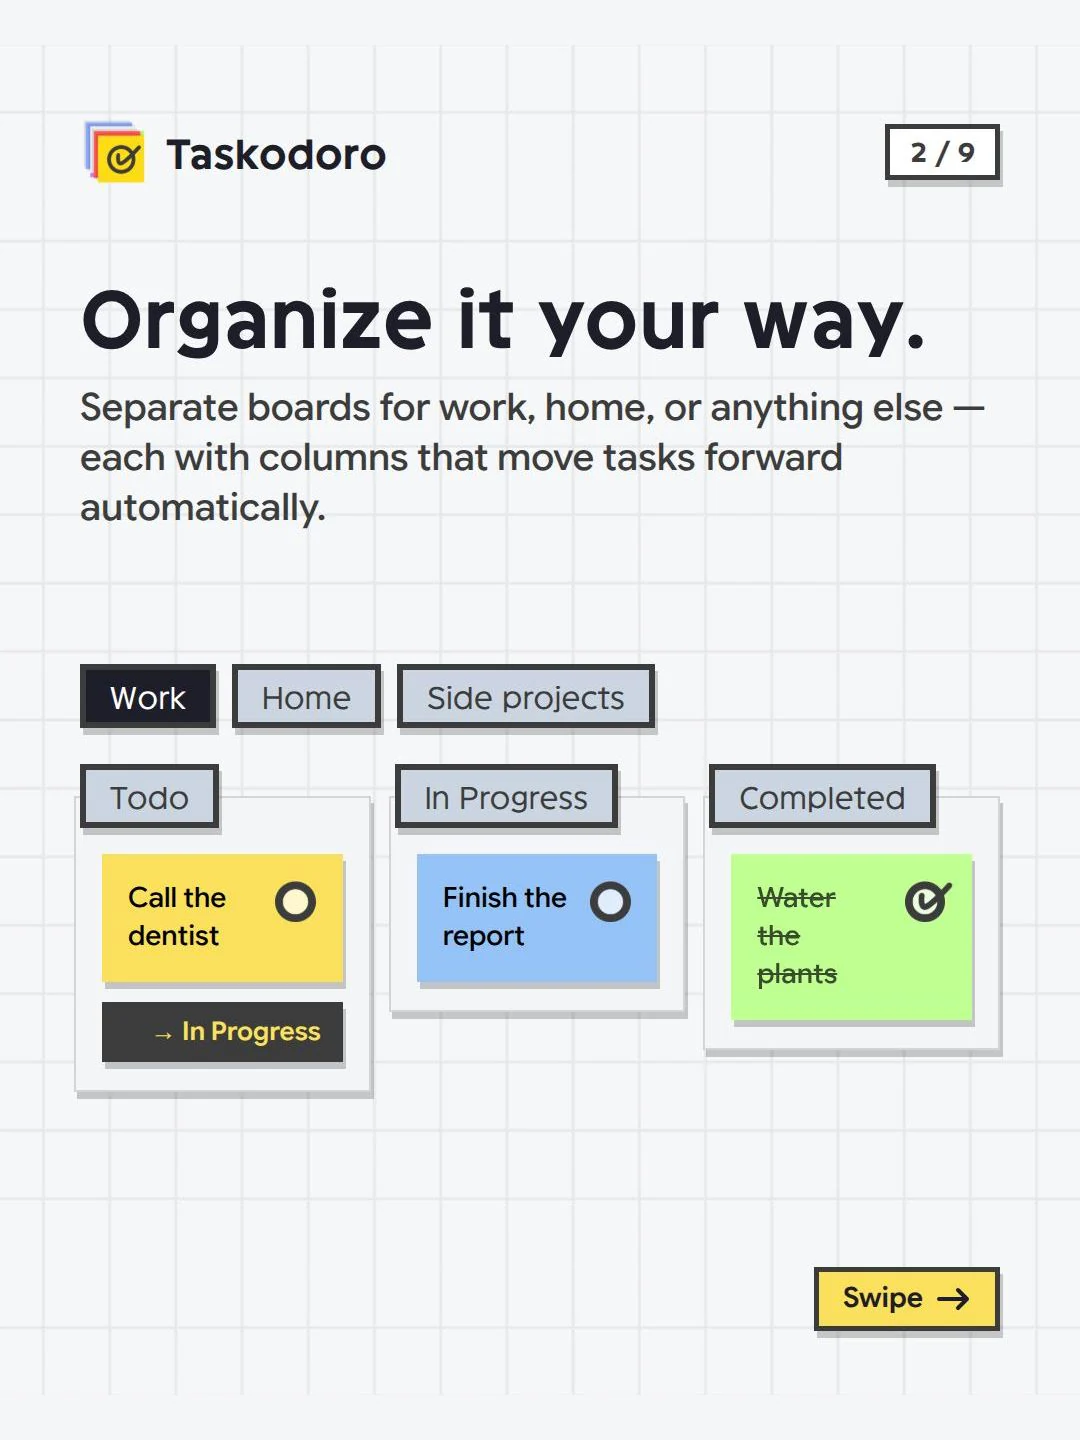 Taskodoro
2 / 9
Organize it your way.
Separate boards for work, home, or anything else —
each with columns that move tasks forward
automatically.
Work
Home
Side projects
Todo
In Progress
Completed
Call the
dentist
→ In Progress
Finish the
report
Water
the
plants
Swipe →